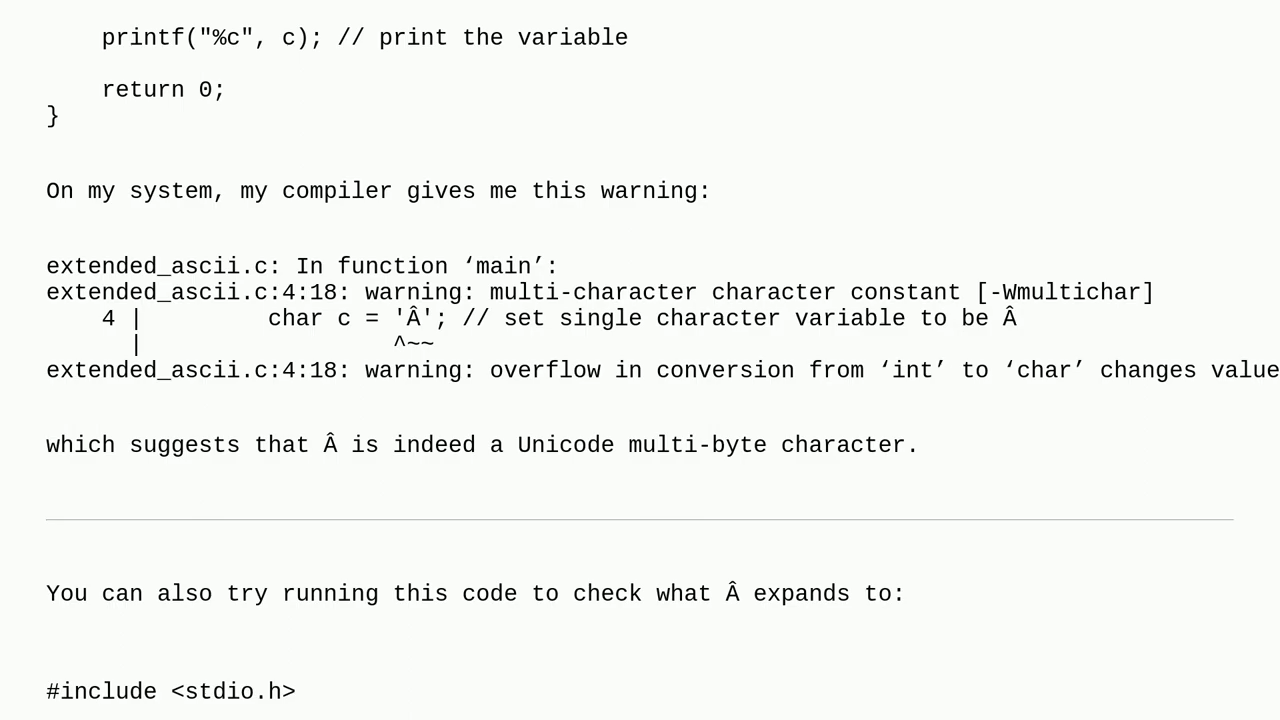 printf("%c", c); // print the variable
    return 0;
}
On my system, my compiler gives me this warning:
extended_ascii.c: In function ‘main’:
extended_ascii.c:4:18: warning: multi-character character constant [-Wmultichar]
    4 |         char c = 'Â'; // set single character variable to be Â
      |                  ^~~
extended_ascii.c:4:18: warning: overflow in conversion from ‘int’ to ‘char’ changes value
which suggests that Â is indeed a Unicode multi-byte character.
You can also try running this code to check what Â expands to:
#include <stdio.h>